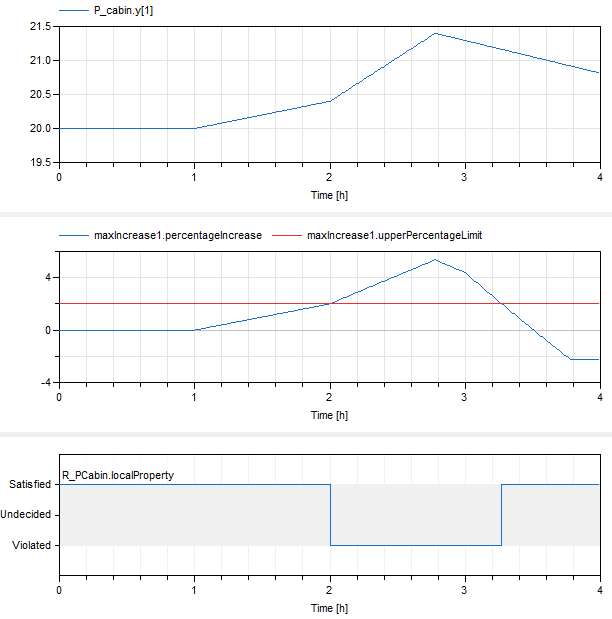 P_cabin.y[1]
21.5
21.0
20.5
20.0
19.5
0 1 2 3 4
Time [h]
maxIncrease1.percentageIncrease maxIncrease1.upperPercentageLimit
4
0
-4
0 1 2 3 4
Time [h]
R_PCabin.localProperty
Satisfied
Undecided
Violated
0 1 2 3 4
Time [h]